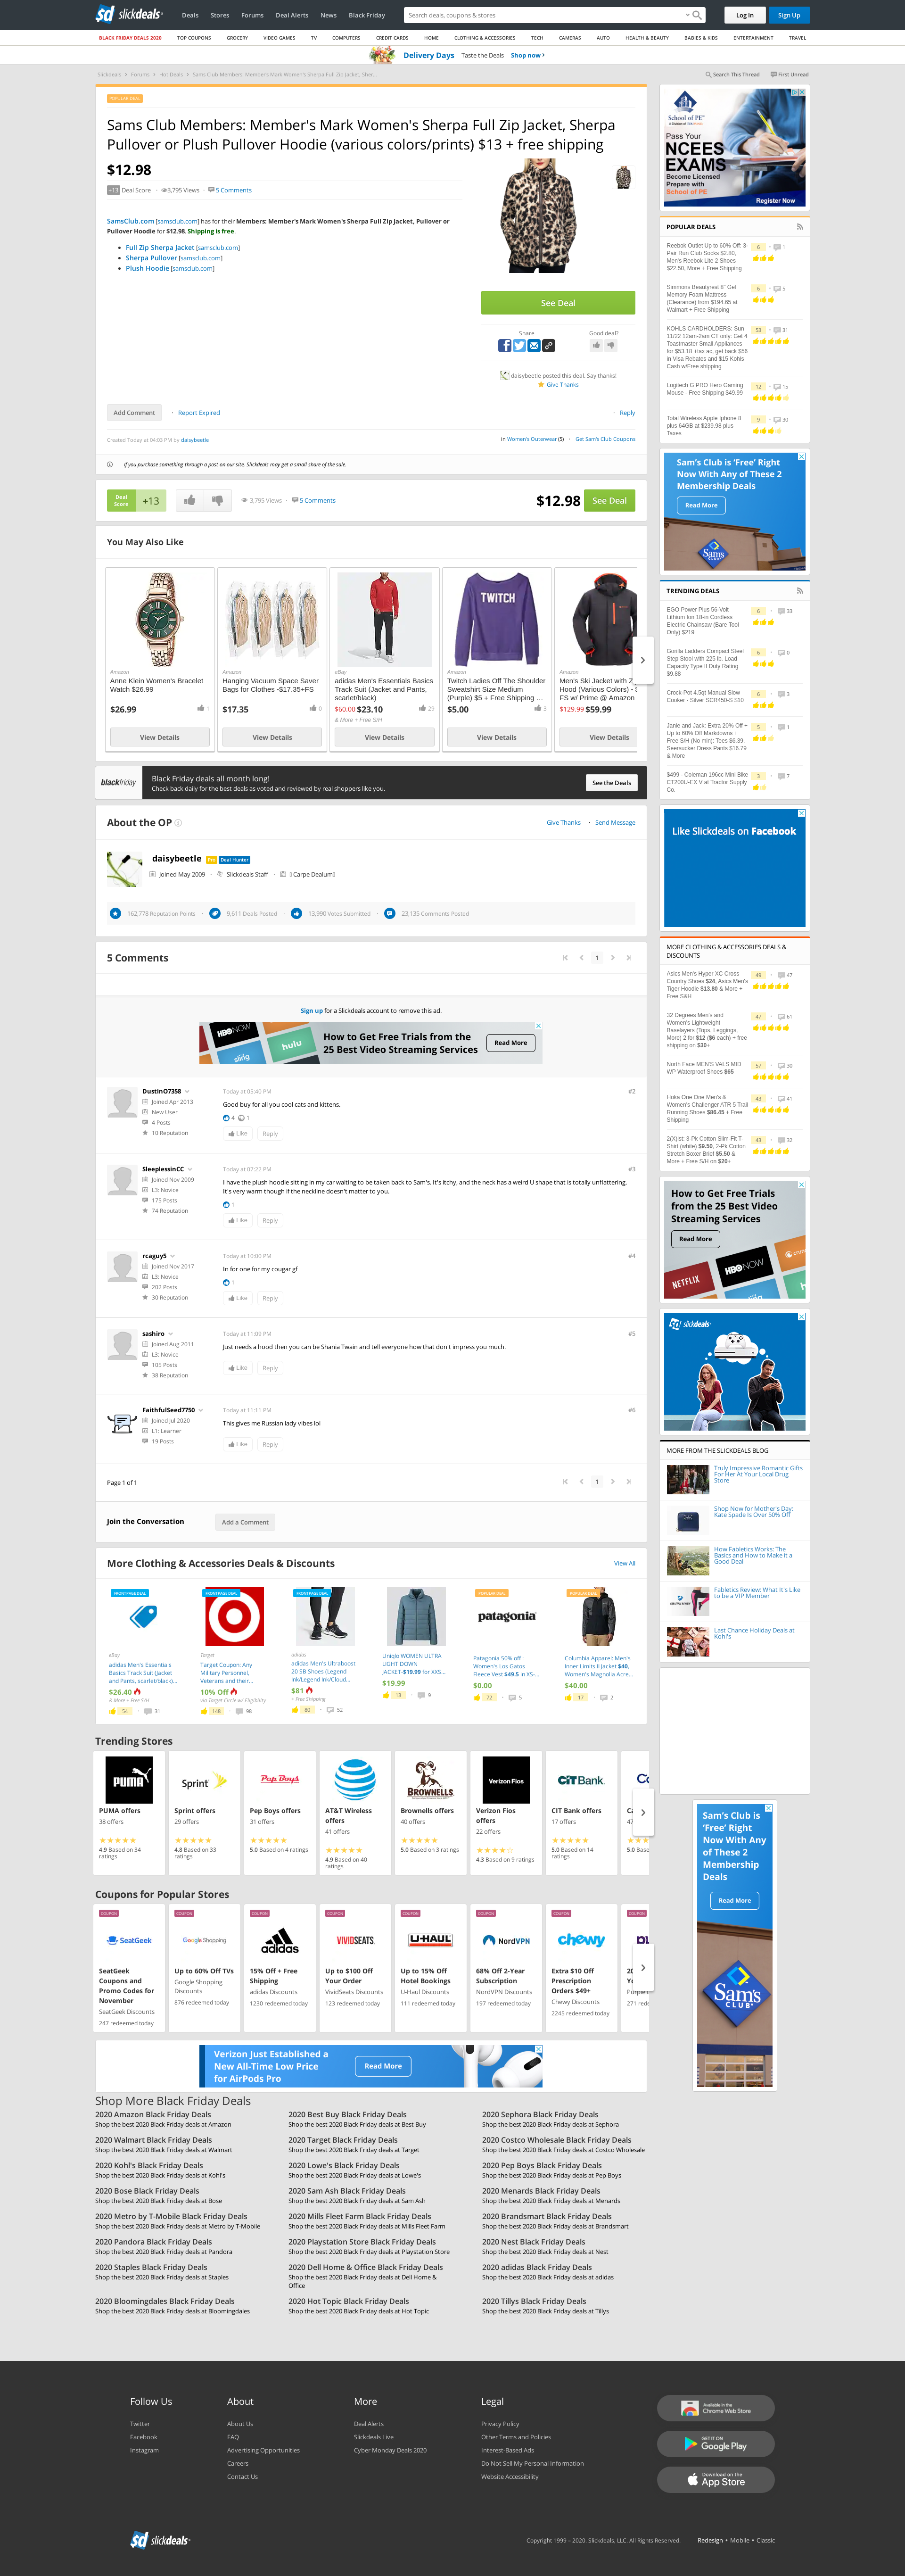 slickdeals
Deals Stores Forums Deal Alerts News Black Friday
Search deals, coupons & stores
Log In Sign Up
BLACK FRIDAY DEALS 2020 TOP COUPONS GROCERY VIDEO GAMES TV COMPUTERS CREDIT CARDS HOME CLOTHING & ACCESSORIES TECH CAMERAS AUTO HEALTH & BEAUTY BABIES & KIDS ENTERTAINMENT TRAVEL
Delivery Days Taste the Deals Shop now
Slickdeals Forums Hot Deals Sams Club Members: Member's Mark Women's Sherpa Full Zip Jacket, Sher...
Search This Thread First Unread
POPULAR DEAL
Sams Club Members: Member's Mark Women's Sherpa Full Zip Jacket, Sherpa
Pullover or Plush Pullover Hoodie (various colors/prints) $13 + free shipping
$12.98
+13 Deal Score 3,795 Views 5 Comments
SamsClub.com [samsclub.com] has for their Members: Member's Mark Women's Sherpa Full Zip Jacket, Pullover or
Pullover Hoodie for $12.98. Shipping is free.
Full Zip Sherpa Jacket [samsclub.com]
Sherpa Pullover [samsclub.com]
Plush Hoodie [samsclub.com]
See Deal
Share Good deal?
daisybeetle posted this deal. Say thanks!
Give Thanks
Add Comment Report Expired Reply
Created Today at 04:03 PM by daisybeetle
in Women's Outerwear (5) Get Sam's Club Coupons
If you purchase something through a post on our site, Slickdeals may get a small share of the sale.
Deal
Score
+13
3,795 Views 5 Comments
$12.98 See Deal
You May Also Like
Amazon
Anne Klein Women's Bracelet
Watch $26.99
$26.99 1
View Details
Amazon
Hanging Vacuum Space Saver
Bags for Clothes -$17.35+FS
$17.35 0
View Details
eBay
adidas Men's Essentials Basics
Track Suit (Jacket and Pants,
scarlet/black)
$60.00 $23.10 29
& More + Free S/H
View Details
TWITCH
Amazon
Twitch Ladies Off The Shoulder
Sweatshirt Size Medium
(Purple) $5 + Free Shipping ...
$5.00 3
View Details
Amazon
Men's Ski Jacket with Z
Hood (Various Colors) - $
FS w/ Prime @ Amazon
$129.99 $59.99
View Details
blackfriday
Black Friday deals all month long!
Check back daily for the best deals as voted and reviewed by real shoppers like you.
See the Deals
About the OP
Give Thanks Send Message
daisybeetle Pro Deal Hunter
Joined May 2009 Slickdeals Staff Carpe Dealum
162,778 Reputation Points 9,611 Deals Posted 13,990 Votes Submitted 23,135 Comments Posted
5 Comments
1
Sign up for a Slickdeals account to remove this ad.
HBO NOW
sling
hulu
How to Get Free Trials from the
25 Best Video Streaming Services
Read More
DustinO7358
Joined Apr 2013
New User
4 Posts
10 Reputation
Today at 05:40 PM #2
Good buy for all you cool cats and kittens.
4 1
Like Reply
SleeplessinCC
Joined Nov 2009
L3: Novice
175 Posts
74 Reputation
Today at 07:22 PM #3
I have the plush hoodie sitting in my car waiting to be taken back to Sam's. It's itchy, and the neck has a weird U shape that is totally unflattering.
It's very warm though if the neckline doesn't matter to you.
1
Like Reply
rcaguy5
Joined Nov 2017
L3: Novice
202 Posts
30 Reputation
Today at 10:00 PM #4
In for one for my cougar gf
1
Like Reply
sashiro
Joined Aug 2011
L3: Novice
105 Posts
38 Reputation
Today at 11:09 PM #5
Just needs a hood then you can be Shania Twain and tell everyone how that don't impress you much.
Like Reply
FaithfulSeed7750
Joined Jul 2020
L1: Learner
19 Posts
Today at 11:11 PM #6
This gives me Russian lady vibes lol
Like Reply
Page 1 of 1
1
Join the Conversation Add a Comment
More Clothing & Accessories Deals & Discounts
View All
FRONTPAGE DEAL
eBay
adidas Men's Essentials
Basics Track Suit (Jacket
and Pants, scarlet/black)...
$26.40
& More + Free S/H
54 31
FRONTPAGE DEAL
Target
Target Coupon: Any
Military Personnel,
Veterans and their...
10% Off
via Target Circle w/ Eligibility
148 98
FRONTPAGE DEAL
adidas
adidas Men's Ultraboost
20 SB Shoes (Legend
Ink/Legend Ink/Cloud...
$81
+ Free Shipping
80 52
Uniqlo WOMEN ULTRA
LIGHT DOWN
JACKET-$19.99 for XXS...
$19.99
13 9
POPULAR DEAL
patagonia
Patagonia 50% off :
Women's Los Gatos
Fleece Vest $49.5 in XS-...
$0.00
72 5
POPULAR DEAL
Columbia Apparel: Men's
Inner Limits II Jacket $40,
Women's Magnolia Acre...
$40.00
17 2
Trending Stores
PUMA
PUMA offers
38 offers
4.9 Based on 34
ratings
Sprint
Sprint offers
29 offers
4.8 Based on 33
ratings
Pep Boys
Pep Boys offers
31 offers
5.0 Based on 4 ratings
AT&T Wireless
offers
41 offers
4.9 Based on 40
ratings
BROWNELLS
Brownells offers
40 offers
5.0 Based on 3 ratings
Verizon Fios
Verizon Fios
offers
22 offers
4.3 Based on 9 ratings
CIT Bank
CIT Bank offers
17 offers
5.0 Based on 14
ratings
Ca
47
5.0 Base
Coupons for Popular Stores
COUPON
SeatGeek
SeatGeek
Coupons and
Promo Codes for
November
SeatGeek Discounts
247 redeemed today
COUPON
Google Shopping
Up to 60% Off TVs
Google Shopping
Discounts
876 redeemed today
COUPON
adidas
15% Off + Free
Shipping
adidas Discounts
1230 redeemed today
COUPON
VIVIDSEATS
Up to $100 Off
Your Order
VividSeats Discounts
123 redeemed today
COUPON
U-HAUL
Up to 15% Off
Hotel Bookings
U-Haul Discounts
111 redeemed today
COUPON
NordVPN
68% Off 2-Year
Subscription
NordVPN Discounts
197 redeemed today
COUPON
chewy
Extra $10 Off
Prescription
Orders $49+
Chewy Discounts
2245 redeemed today
COUPON
20
Yo
Purple D
271 rede
Verizon Just Established a
New All-Time Low Price
for AirPods Pro
Read More
Shop More Black Friday Deals
2020 Amazon Black Friday Deals
Shop the best 2020 Black Friday deals at Amazon
2020 Best Buy Black Friday Deals
Shop the best 2020 Black Friday deals at Best Buy
2020 Sephora Black Friday Deals
Shop the best 2020 Black Friday deals at Sephora
2020 Walmart Black Friday Deals
Shop the best 2020 Black Friday deals at Walmart
2020 Target Black Friday Deals
Shop the best 2020 Black Friday deals at Target
2020 Costco Wholesale Black Friday Deals
Shop the best 2020 Black Friday deals at Costco Wholesale
2020 Kohl's Black Friday Deals
Shop the best 2020 Black Friday deals at Kohl's
2020 Lowe's Black Friday Deals
Shop the best 2020 Black Friday deals at Lowe's
2020 Pep Boys Black Friday Deals
Shop the best 2020 Black Friday deals at Pep Boys
2020 Bose Black Friday Deals
Shop the best 2020 Black Friday deals at Bose
2020 Sam Ash Black Friday Deals
Shop the best 2020 Black Friday deals at Sam Ash
2020 Menards Black Friday Deals
Shop the best 2020 Black Friday deals at Menards
2020 Metro by T-Mobile Black Friday Deals
Shop the best 2020 Black Friday deals at Metro by T-Mobile
2020 Mills Fleet Farm Black Friday Deals
Shop the best 2020 Black Friday deals at Mills Fleet Farm
2020 Brandsmart Black Friday Deals
Shop the best 2020 Black Friday deals at Brandsmart
2020 Pandora Black Friday Deals
Shop the best 2020 Black Friday deals at Pandora
2020 Playstation Store Black Friday Deals
Shop the best 2020 Black Friday deals at Playstation Store
2020 Nest Black Friday Deals
Shop the best 2020 Black Friday deals at Nest
2020 Staples Black Friday Deals
Shop the best 2020 Black Friday deals at Staples
2020 Dell Home & Office Black Friday Deals
Shop the best 2020 Black Friday deals at Dell Home &
Office
2020 adidas Black Friday Deals
Shop the best 2020 Black Friday deals at adidas
2020 Bloomingdales Black Friday Deals
Shop the best 2020 Black Friday deals at Bloomingdales
2020 Hot Topic Black Friday Deals
Shop the best 2020 Black Friday deals at Hot Topic
2020 Tillys Black Friday Deals
Shop the best 2020 Black Friday deals at Tillys
School of PE
Pass Your
NCEES
EXAMS
Become Licensed
Prepare with
School of PE
Register Now
POPULAR DEALS
Reebok Outlet Up to 60% Off: 3-
Pair Run Club Socks $2.80,
Men's Reebok Lite 2 Shoes
$22.50, More + Free Shipping
6 1
Simmons Beautyrest 8" Gel
Memory Foam Mattress
(Clearance) from $194.65 at
Walmart + Free Shipping
6 5
KOHLS CARDHOLDERS: Sun
11/22 12am-2am CT only: Get 4
Toastmaster Small Appliances
for $53.18 +tax ac, get back $56
in Visa Rebates and $15 Kohls
Cash w/Free shipping
53 31
Logitech G PRO Hero Gaming
Mouse - Free Shipping $49.99
12 15
Total Wireless Apple Iphone 8
plus 64GB at $239.98 plus
Taxes
9 30
Sam's Club is 'Free' Right
Now With Any of These 2
Membership Deals
Read More
Sam's
TRENDING DEALS
EGO Power Plus 56-Volt
Lithium Ion 18-in Cordless
Electric Chainsaw (Bare Tool
Only) $219
6 33
Gorilla Ladders Compact Steel
Step Stool with 225 lb. Load
Capacity Type II Duty Rating
$9.88
6 0
Crock-Pot 4.5qt Manual Slow
Cooker - Silver SCR450-S $10
6 3
Janie and Jack: Extra 20% Off +
Up to 60% Off Markdowns +
Free S/H (No min): Tees $6.39,
Seersucker Dress Pants $16.79
& More
5 1
$499 - Coleman 196cc Mini Bike
CT200U-EX V at Tractor Supply
Co.
3 7
Like Slickdeals on Facebook
MORE CLOTHING & ACCESSORIES DEALS &
DISCOUNTS
Asics Men's Hyper XC Cross
Country Shoes $24, Asics Men's
Tiger Hoodie $13.80 & More +
Free S&H
49 47
32 Degrees Men's and
Women's Lightweight
Baselayers (Tops, Leggings,
More) 2 for $12 ($6 each) + free
shipping on $30+
47 61
North Face MEN'S VALS MID
WP Waterproof Shoes $65
57 30
Hoka One One Men's &
Women's Challenger ATR 5 Trail
Running Shoes $86.45 + Free
Shipping
43 41
2(X)ist: 3-Pk Cotton Slim-Fit T-
Shirt (white) $9.50, 2-Pk Cotton
Stretch Boxer Brief $5.50 &
More + Free S/H on $20+
43 32
How to Get Free Trials
from the 25 Best Video
Streaming Services
Read More
NETFLIX
HBO NOW
sling
slickdeals
MORE FROM THE SLICKDEALS BLOG
Truly Impressive Romantic Gifts
For Her At Your Local Drug
Store
Shop Now for Mother's Day:
Kate Spade Is Over 50% Off
How Fabletics Works: The
Basics and How to Make it a
Good Deal
Fabletics Review: What It's Like
to be a VIP Member
Last Chance Holiday Deals at
Kohl's
Sam's Club is
'Free' Right
Now With Any
of These 2
Membership
Deals
Read More
Sam's
CLUB
Follow Us
Twitter
Facebook
Instagram
About
About Us
FAQ
Advertising Opportunities
Careers
Contact Us
More
Deal Alerts
Slickdeals Live
Cyber Monday Deals 2020
Legal
Privacy Policy
Other Terms and Policies
Interest-Based Ads
Do Not Sell My Personal Information
Website Accessibility
Available in the
Chrome Web Store
GET IT ON
Google Play
Download on the
App Store
slickdeals
Copyright 1999 – 2020. Slickdeals, LLC. All Rights Reserved. Redesign • Mobile • Classic